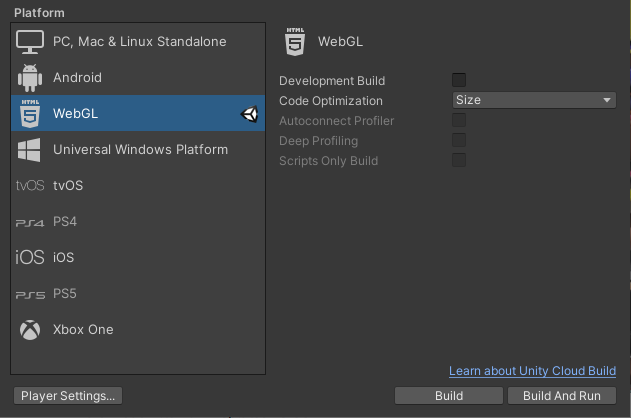 Platform
PC, Mac & Linux Standalone
Android
HTML
5
WebGL
Universal Windows Platform
tvOS
tvOS
PS4
PS4
iOS
iOS
PS5
PS5
Xbox One
HTML
5
WebGL
Development Build
Code Optimization
Size
Autoconnect Profiler
Deep Profiling
Scripts Only Build
Learn about Unity Cloud Build
Player Settings...
Build
Build And Run